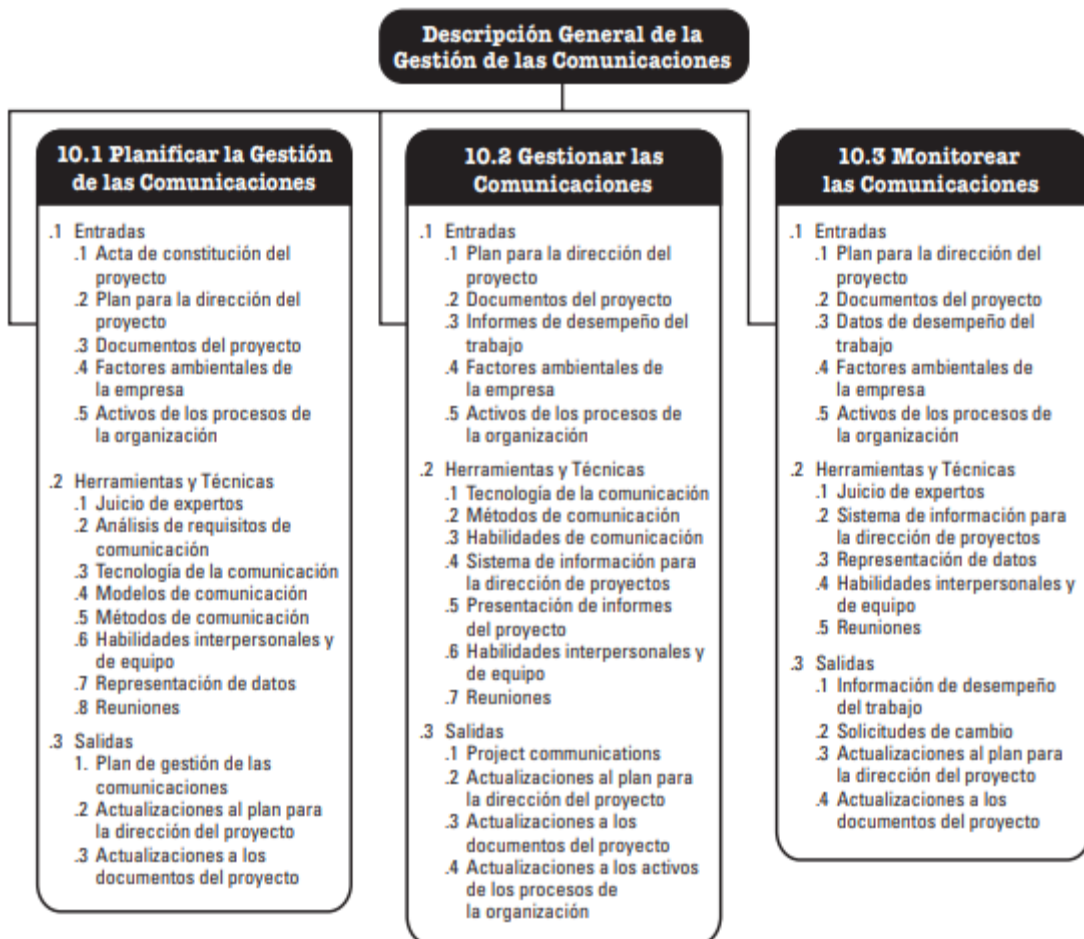 Descripción General de la
Gestión de las Comunicaciones
10.1 Planificar la Gestión
de las Comunicaciones
.1 Entradas
.1 Acta de constitución del
proyecto
.2 Plan para la dirección del
proyecto
.3 Documentos del proyecto
.4 Factores ambientales de
la empresa
.5 Activos de los procesos de
la organización
.2 Herramientas y Técnicas
.1 Juicio de expertos
.2 Análisis de requisitos de
comunicación
.3 Tecnología de la comunicación
.4 Modelos de comunicación
.5 Métodos de comunicación
.6 Habilidades interpersonales y
de equipo
.7 Representación de datos
.8 Reuniones
.3 Salidas
1. Plan de gestión de las
comunicaciones
.2 Actualizaciones al plan para
la dirección del proyecto
.3 Actualizaciones a los
documentos del proyecto
10.2 Gestionar las
Comunicaciones
.1 Entradas
.1 Plan para la dirección del
proyecto
.2 Documentos del proyecto
.3 Informes de desempeño del
trabajo
.4 Factores ambientales de
la empresa
.5 Activos de los procesos de
la organización
.2 Herramientas y Técnicas
.1 Tecnología de la comunicación
.2 Métodos de comunicación
.3 Habilidades de comunicación
.4 Sistema de información para
la dirección de proyectos
.5 Presentación de informes
del proyecto
.6 Habilidades interpersonales y
de equipo
.7 Reuniones
.3 Salidas
.1 Project communications
.2 Actualizaciones al plan para
la dirección del proyecto
.3 Actualizaciones a los
documentos del proyecto
.4 Actualizaciones a los activos
de los procesos de
la organización
10.3 Monitorear
las Comunicaciones
.1 Entradas
.1 Plan para la dirección del
proyecto
.2 Documentos del proyecto
.3 Datos de desempeño del
trabajo
.4 Factores ambientales de
la empresa
.5 Activos de los procesos de
la organización
.2 Herramientas y Técnicas
.1 Juicio de expertos
.2 Sistema de información para
la dirección de proyectos
.3 Representación de datos
.4 Habilidades interpersonales y
de equipo
.5 Reuniones
.3 Salidas
.1 Información de desempeño
del trabajo
.2 Solicitudes de cambio
.3 Actualizaciones al plan para
la dirección del proyecto
.4 Actualizaciones a los
documentos del proyecto